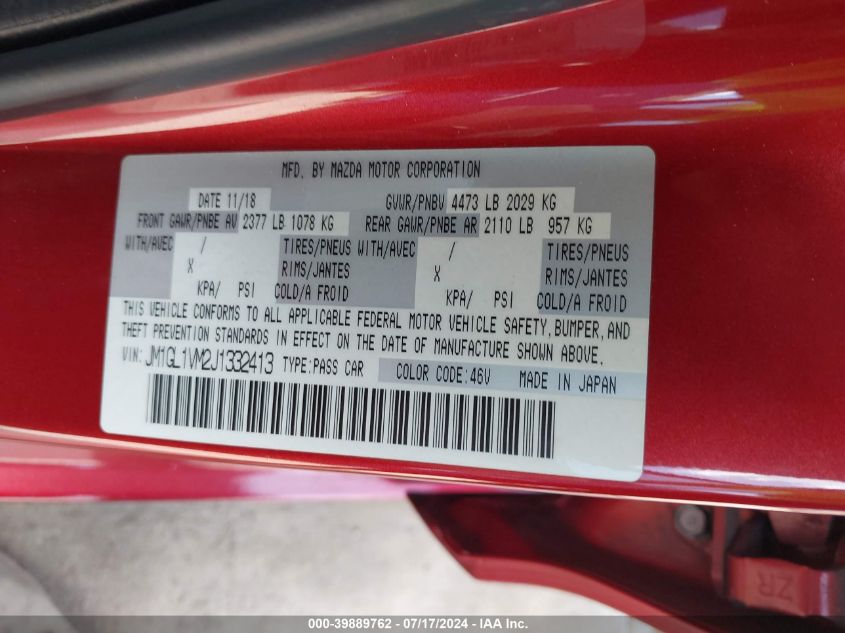 MFD. BY MAZDA MOTOR CORPORATION
DATE 11/18 GVWR/PNBV 4473 LB 2029 KG
FRONT GAWR/PNBE AV 2377 LB 1078 KG REAR GAWR/PNBE AR 2110 LB 957 KG
WITH/AVEC / TIRES/PNEUS WITH/AVEC / TIRES/PNEUS
X RIMS/JANTES X RIMS/JANTES
KPA/ PSI COLD/A FROID KPA/ PSI COLD/A FROID
THIS VEHICLE CONFORMS TO ALL APPLICABLE FEDERAL MOTOR VEHICLE SAFETY, BUMPER, AND
THEFT PREVENTION STANDARDS IN EFFECT ON THE DATE OF MANUFACTURE SHOWN ABOVE.
VIN: JM1GL1VM2J1332413 TYPE: PASS CAR COLOR CODE: 46V MADE IN JAPAN
ZR
000-39889762 - 07/17/2024 - IAA Inc.